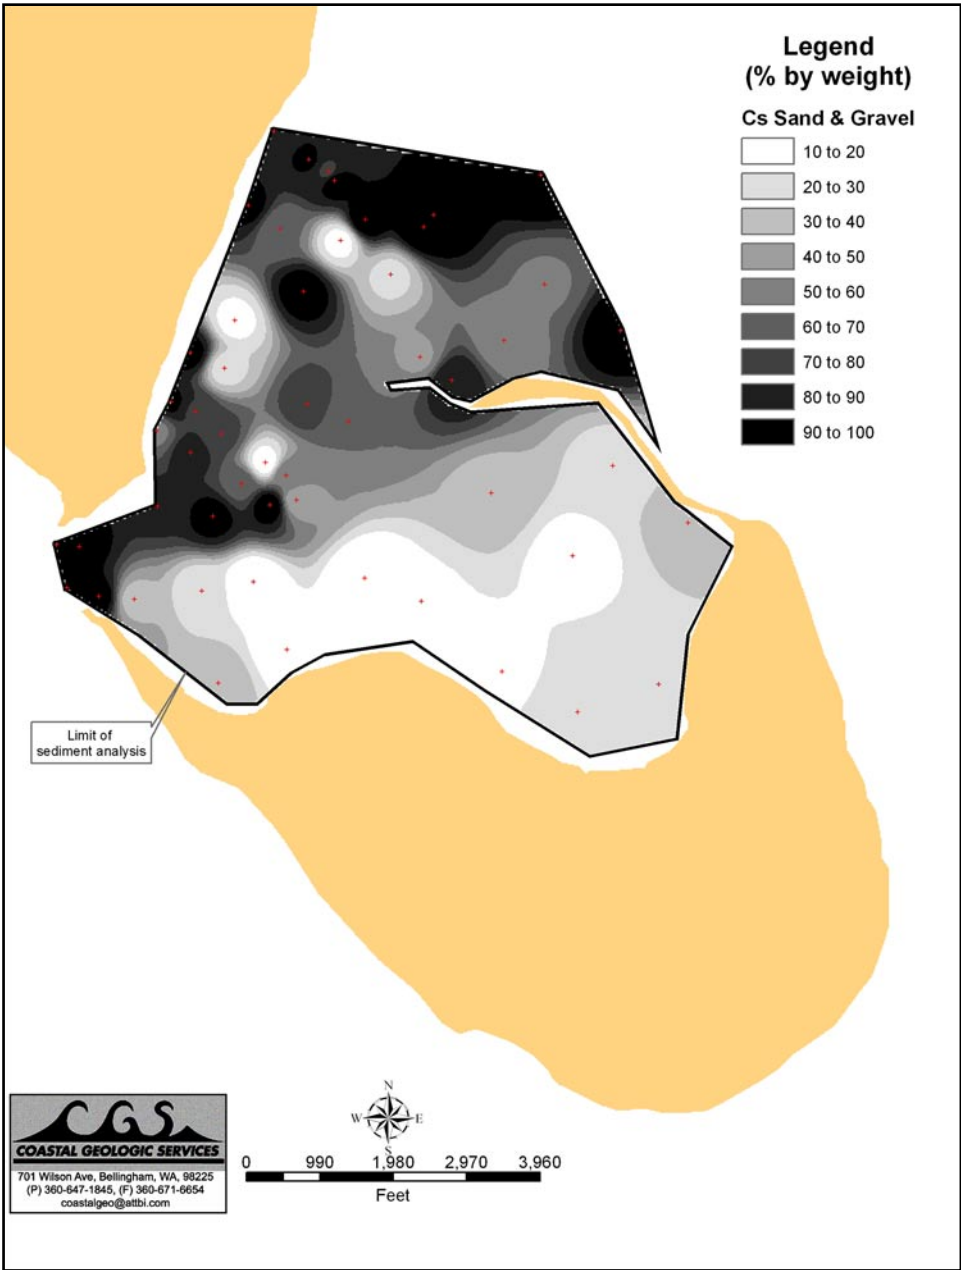 Legend
(% by weight)
Cs Sand & Gravel
10 to 20
20 to 30
30 to 40
40 to 50
50 to 60
60 to 70
70 to 80
80 to 90
90 to 100
Limit of
sediment analysis
N
W E
S
CGS
COASTAL GEOLOGIC SERVICES
701 Wilson Ave, Bellingham, WA, 98225
(P) 360-647-1845, (F) 360-671-6654
coastalgeo@attbi.com
0 990 1,980 2,970 3,960
Feet